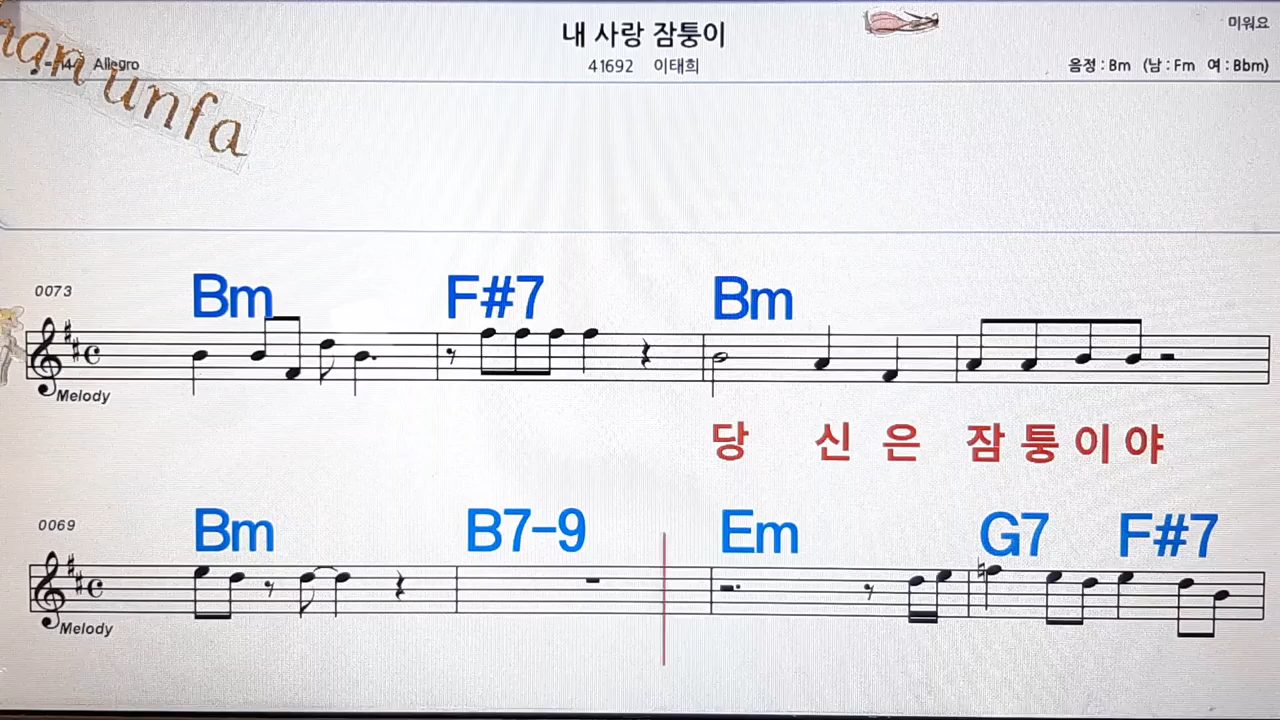 내 사랑 잠퉁이
미워요
Allegro
41692 이태희
음정 : Bm (남 : Fm 여 : Bbm)
unfa
Bm F#7 Bm
0073
Melody
당 신 은 잠 퉁 이 야
Bm B7-9 Em G7 F#7
0069
Melody